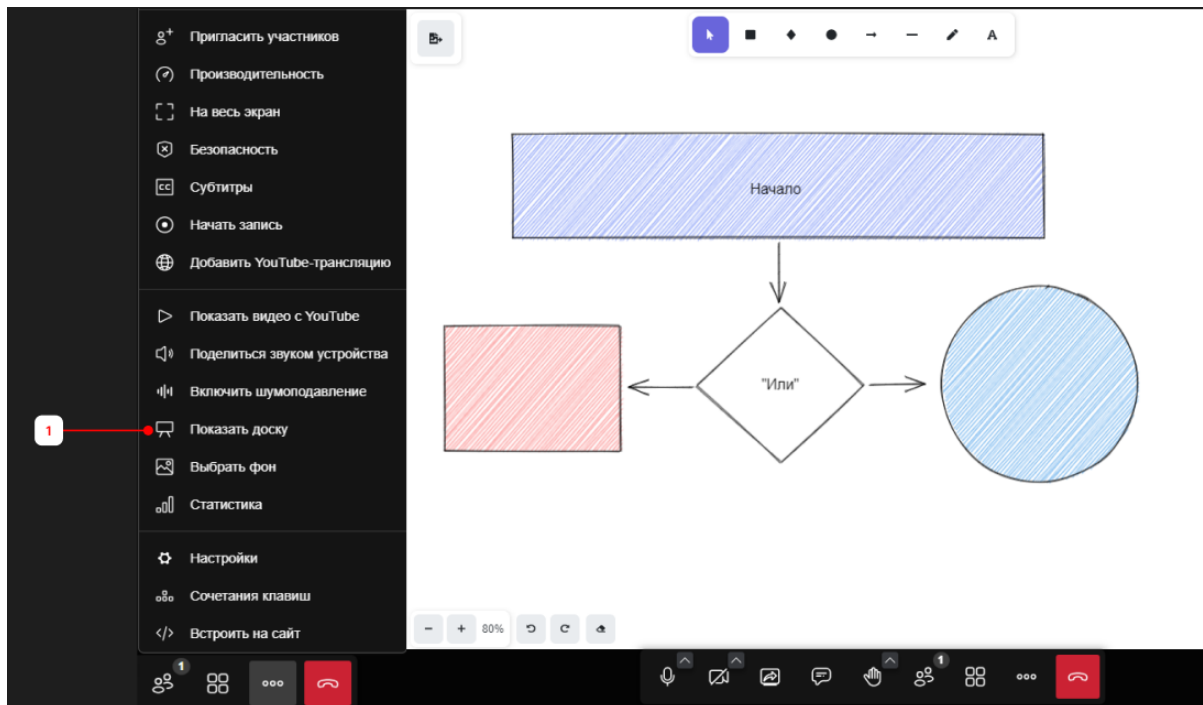 Пригласить участников
Производительность
На весь экран
Безопасность
CC Субтитры
Начать запись
Добавить YouTube-трансляцию
Показать видео с YouTube
Поделиться звуком устройства
Включить шумоподавление
1
Показать доску
Выбрать фон
Статистика
Настройки
Сочетания клавиш
</> Встроить на сайт
1
A
Начало
"Или"
− + 80%
1